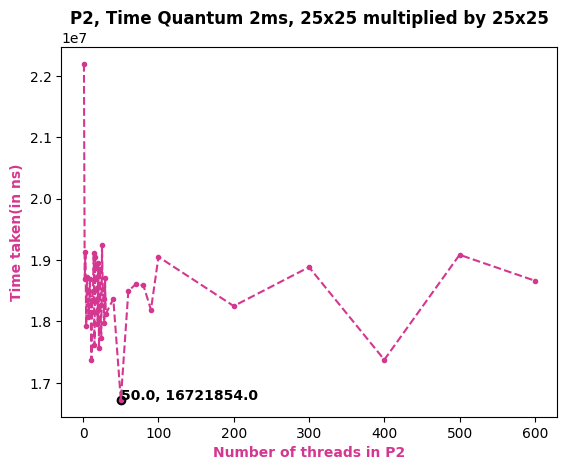 P2, Time Quantum 2ms, 25x25 multiplied by 25x25
1e7
2.2
2.1
2.0
1.9
1.8
1.7
Time taken(in ns)
50.0, 16721854.0
0 100 200 300 400 500 600
Number of threads in P2